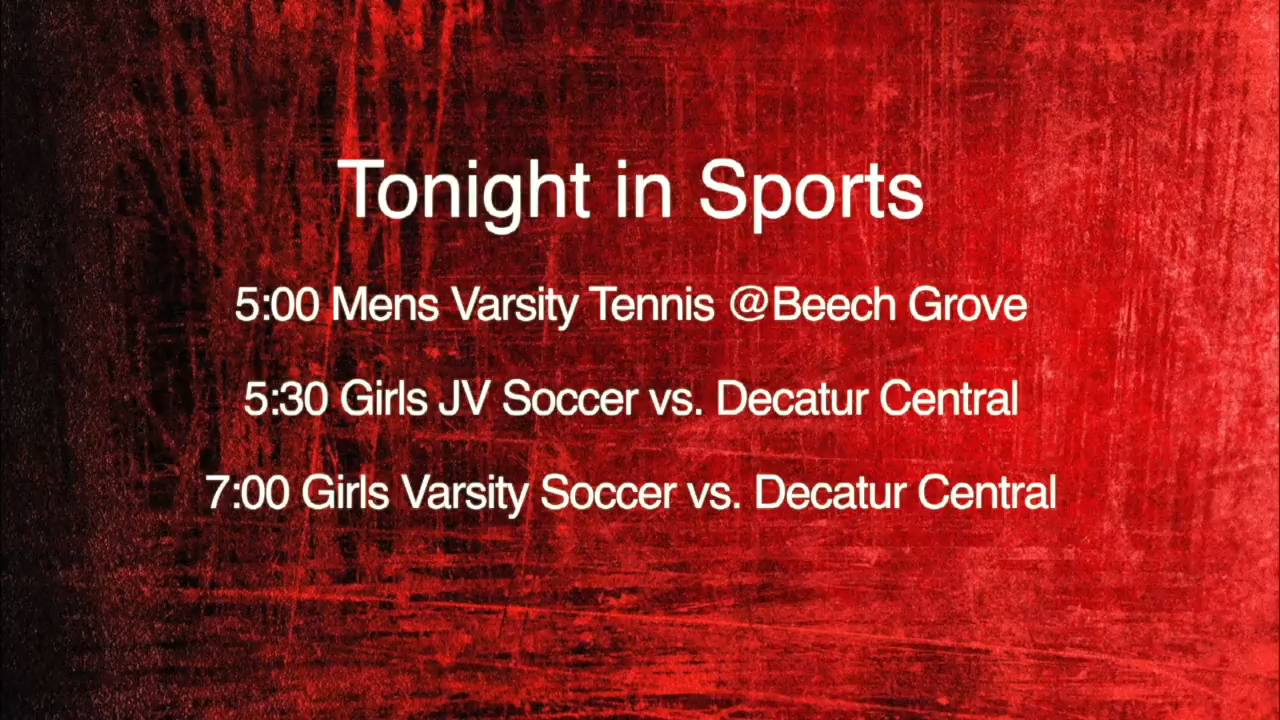 Tonight in Sports
5:00 Mens Varsity Tennis @Beech Grove
5:30 Girls JV Soccer vs. Decatur Central
7:00 Girls Varsity Soccer vs. Decatur Central